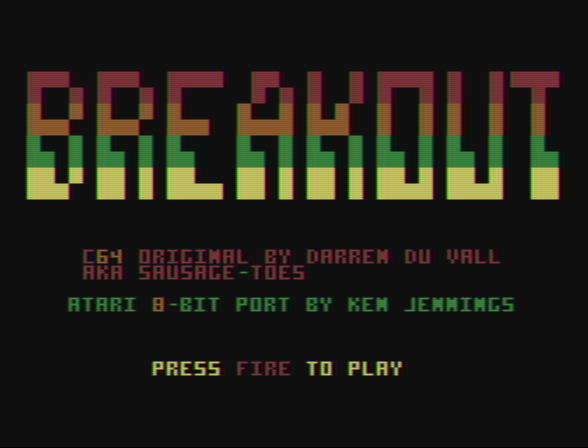 BREAKOUT
C64 ORIGINAL BY DARREN DU VALL
AKA SAUSAGE-TOES
ATARI 8-BIT PORT BY KEN JENNINGS
PRESS FIRE TO PLAY